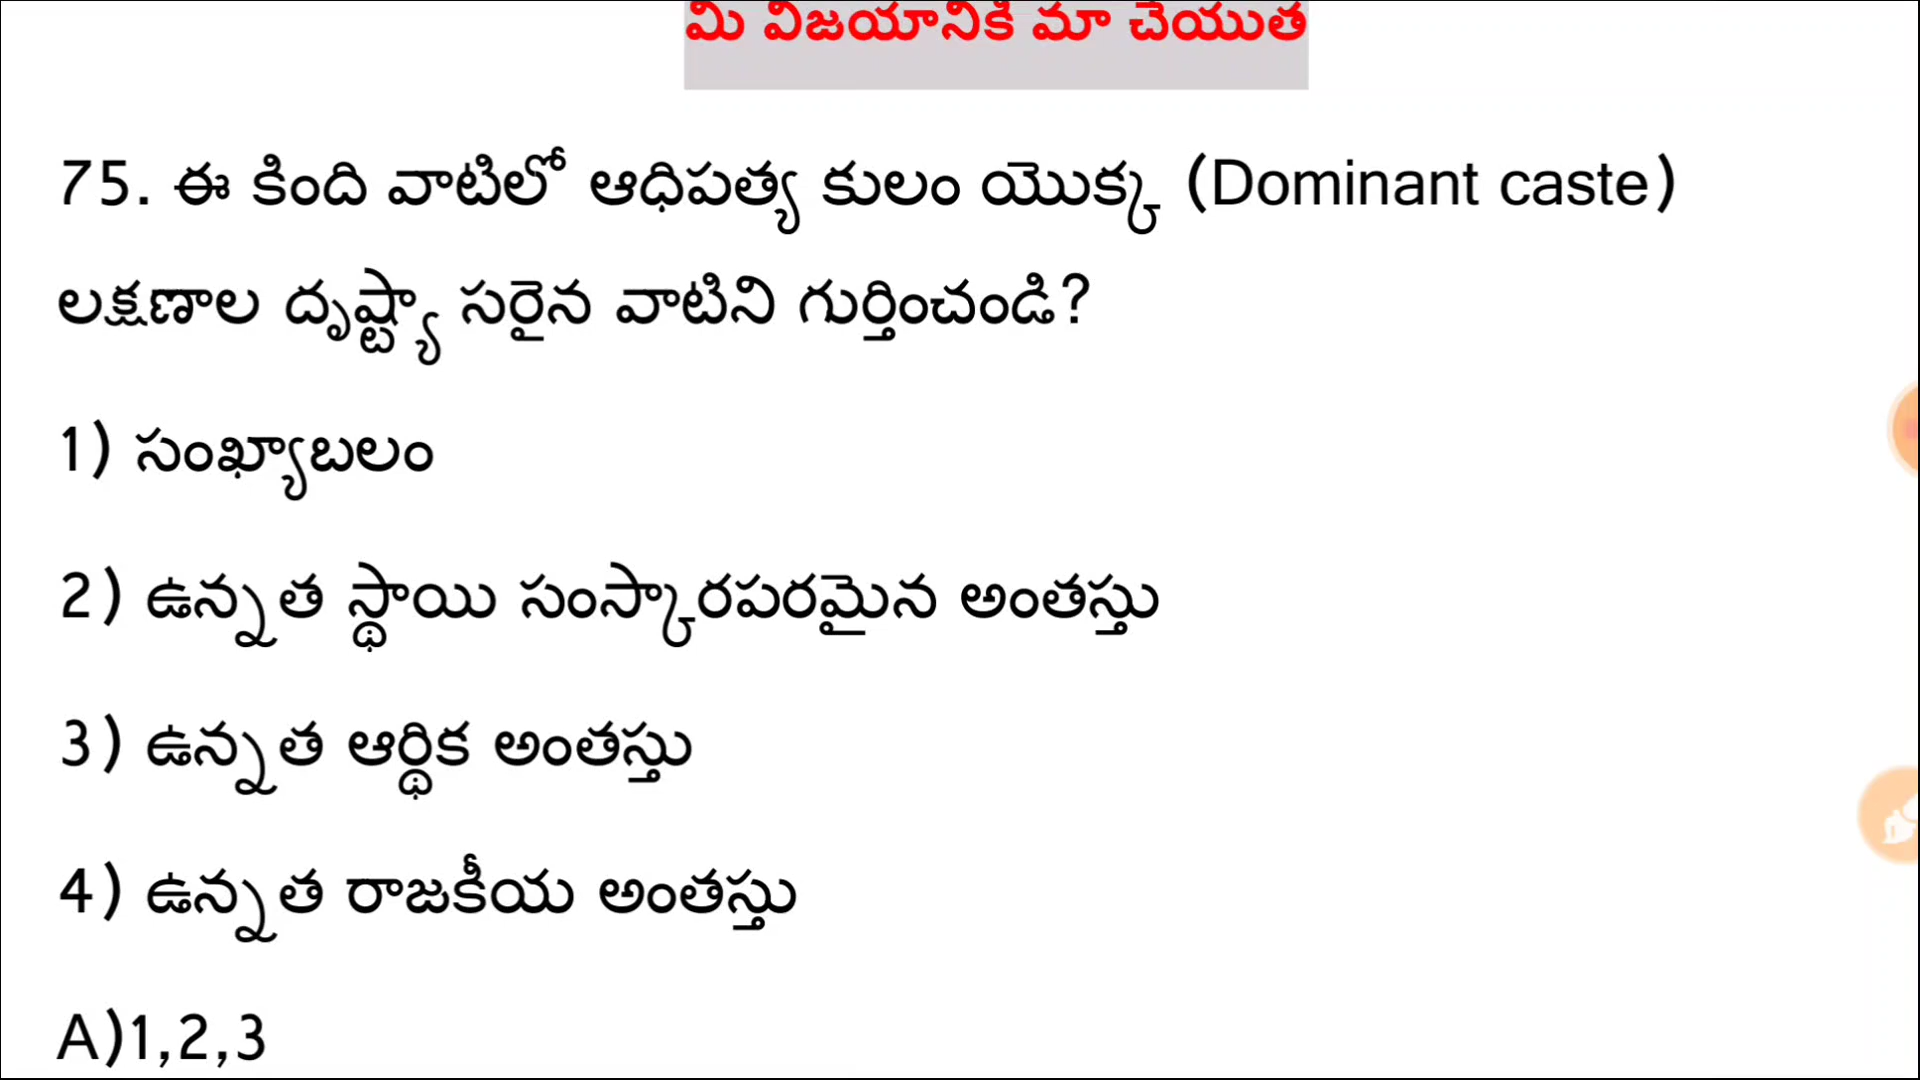 మీ విజయానికి మా చేయుత
75. ఈ కింది వాటిలో ఆధిపత్య కులం యొక్క (Dominant caste)
లక్షణాల దృష్ట్యా సరైన వాటిని గుర్తించండి?
1) సంఖ్యాబలం
2) ఉన్నత స్థాయి సంస్కారపరమైన అంతస్తు
3) ఉన్నత ఆర్థిక అంతస్తు
4) ఉన్నత రాజకీయ అంతస్తు
A)1,2,3